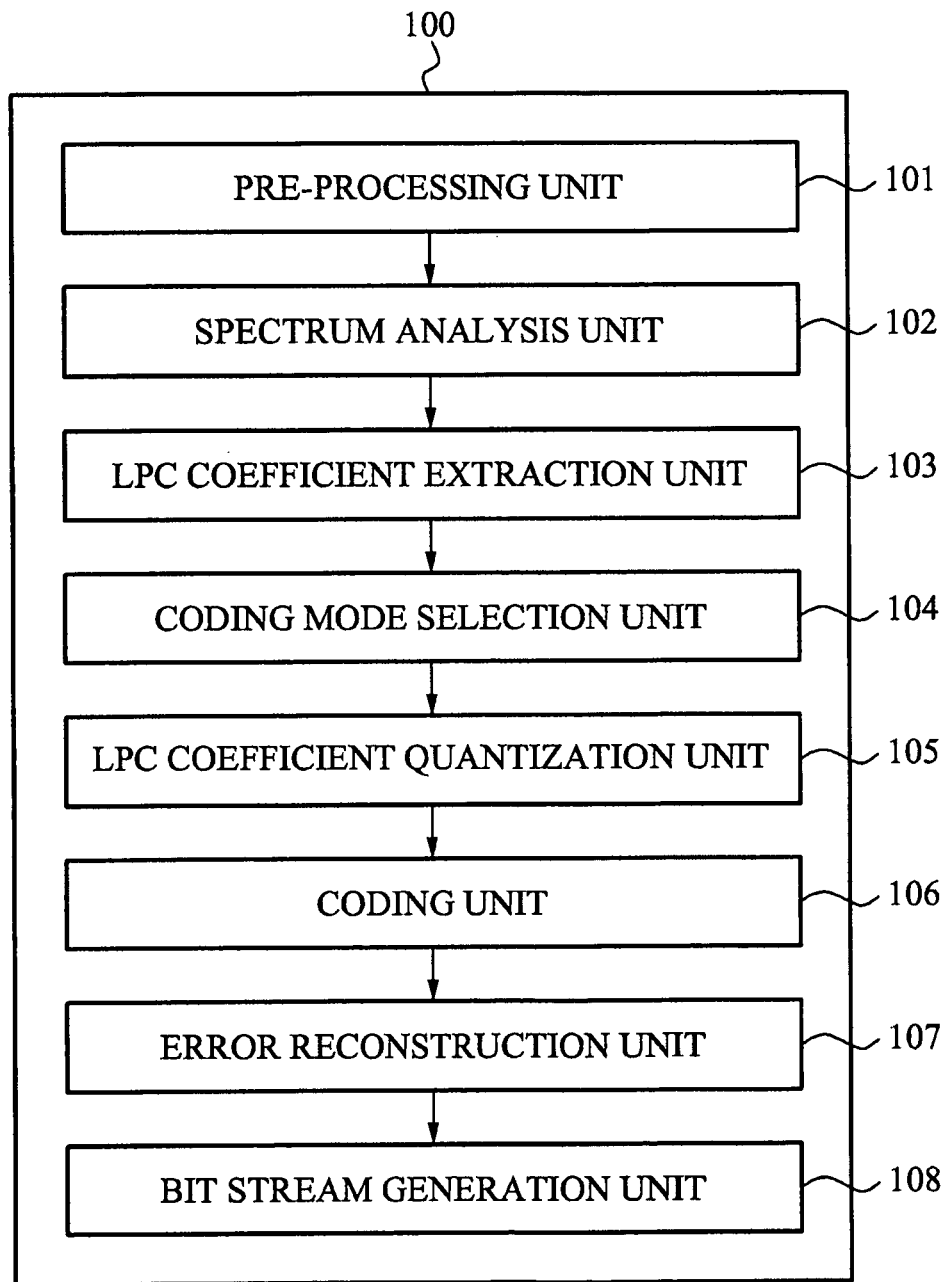 100
PRE-PROCESSING UNIT
101
SPECTRUM ANALYSIS UNIT
102
LPC COEFFICIENT EXTRACTION UNIT
103
CODING MODE SELECTION UNIT
104
LPC COEFFICIENT QUANTIZATION UNIT
105
CODING UNIT
106
ERROR RECONSTRUCTION UNIT
107
BIT STREAM GENERATION UNIT
108